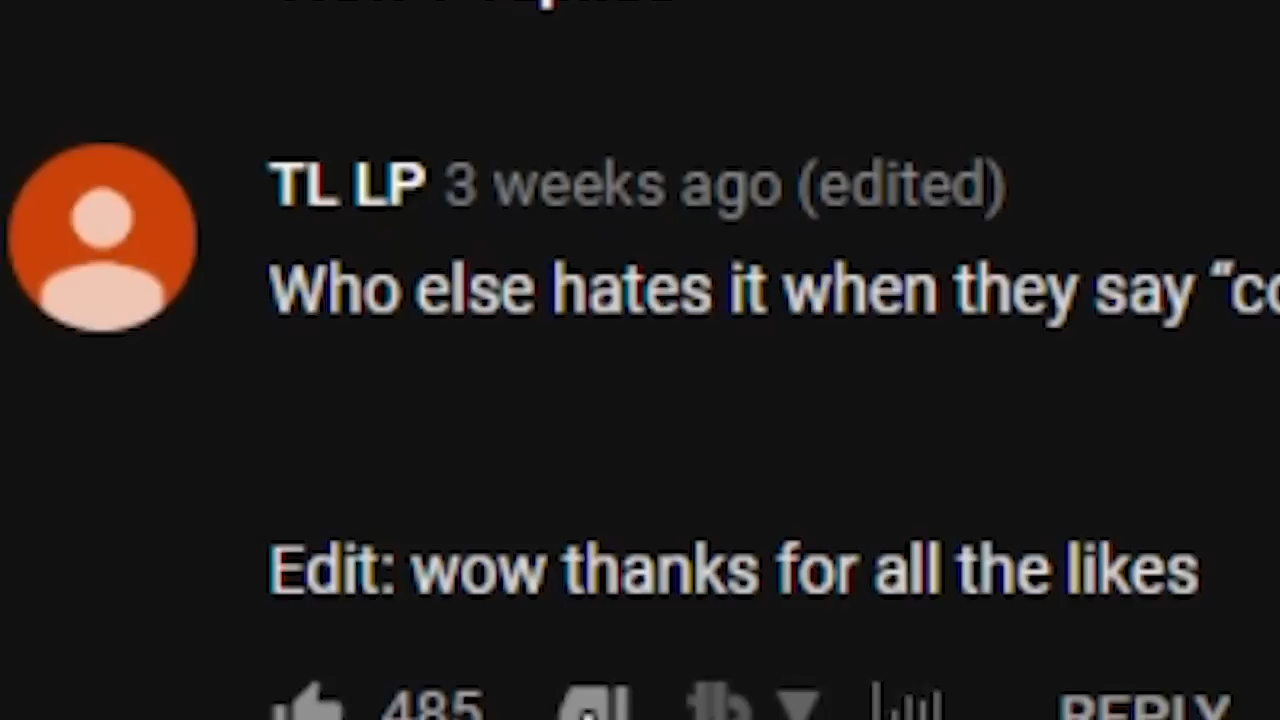 TL LP 3 weeks ago (edited)
Who else hates it when they say “co
Edit: wow thanks for all the likes
485 REPLY